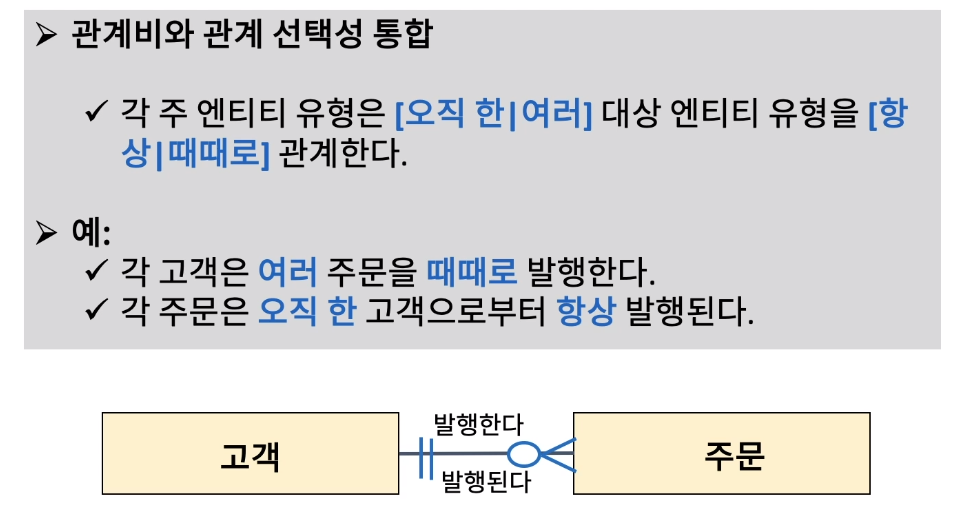 ➢ 관계비와 관계 선택성 통합
✓ 각 주 엔티티 유형은 [오직 한|여러] 대상 엔티티 유형을 [항
상|때때로] 관계한다.
➢ 예:
✓ 각 고객은 여러 주문을 때때로 발행한다.
✓ 각 주문은 오직 한 고객으로부터 항상 발행된다.
발행한다
고객
주문
발행된다